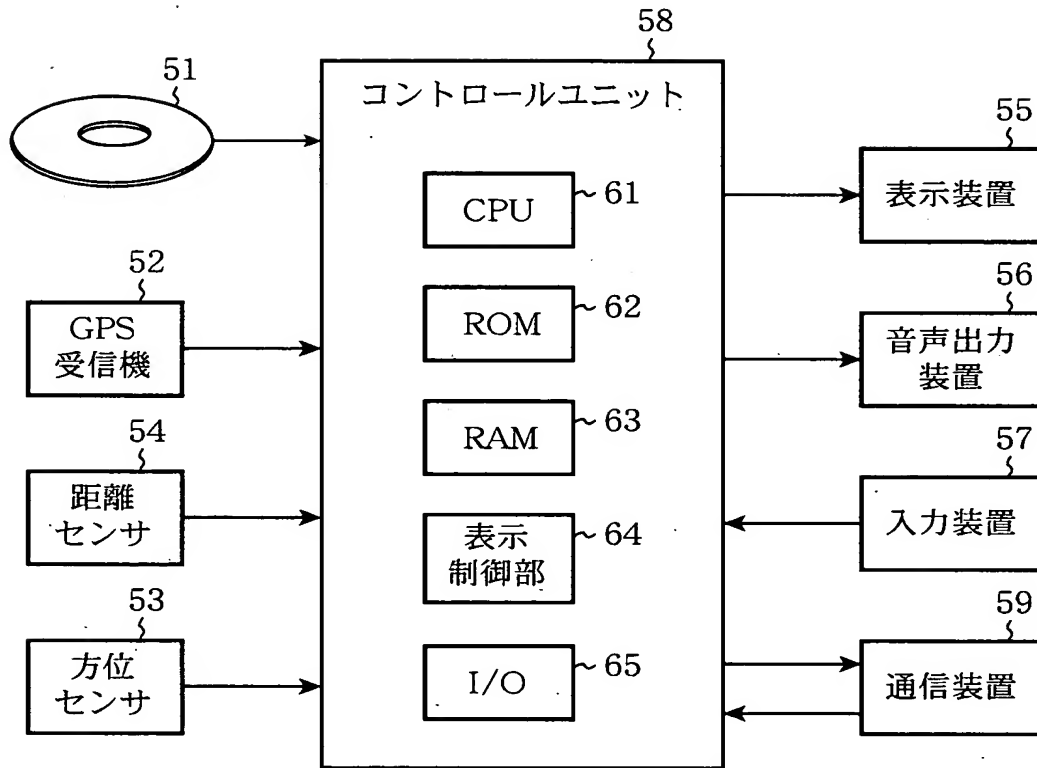 58
コントロールユニット
51
52
GPS
受信機
54
距離
センサ
53
方位
センサ
CPU
61
ROM
62
RAM
63
表示
制御部
64
I/O
65
55
表示装置
56
音声出力
装置
57
入力装置
59
通信装置